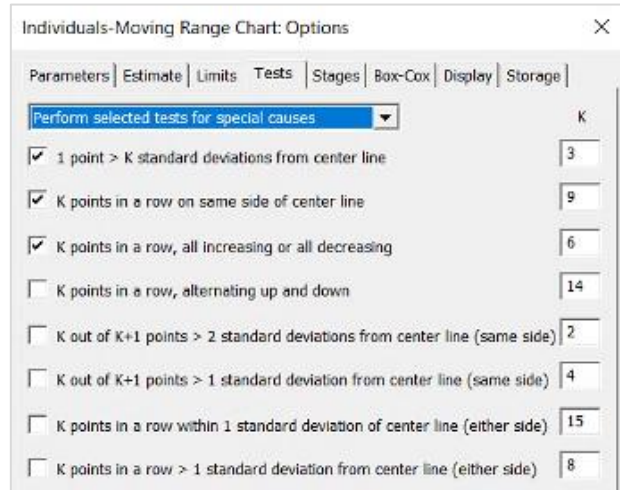 Individuals-Moving Range Chart: Options
Parameters Estimate Limits Tests Stages Box-Cox Display Storage
Perform selected tests for special causes K
1 point > K standard deviations from center line 3
K points in a row on same side of center line 9
K points in a row, all increasing or all decreasing 6
K points in a row, alternating up and down 14
K out of K+1 points > 2 standard deviations from center line (same side) 2
K out of K+1 points > 1 standard deviation from center line (same side) 4
K points in a row within 1 standard deviation of center line (either side) 15
K points in a row > 1 standard deviation from center line (either side) 8